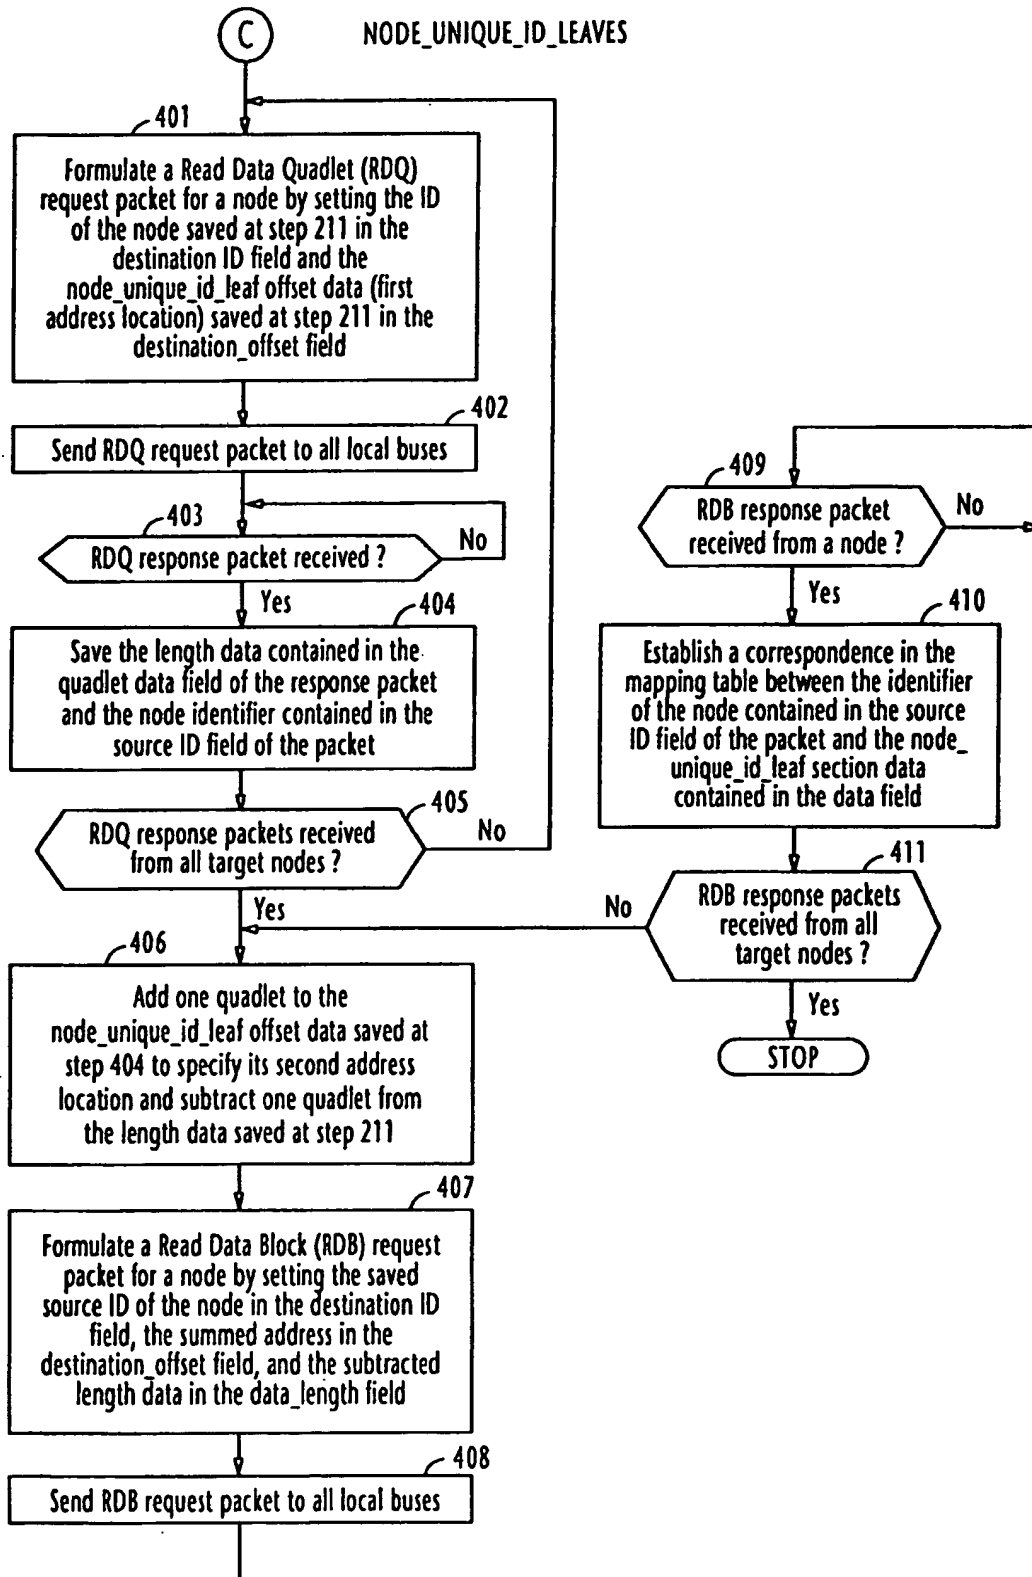 C
NODE_UNIQUE_ID_LEAVES
401
Formulate a Read Data Quadlet (RDQ)
request packet for a node by setting the ID
of the node saved at step 211 in the
destination ID field and the
node_unique_id_leaf offset data (first
address location) saved at step 211 in the
destination_offset field
402
Send RDQ request packet to all local buses
403
RDQ response packet received ?
No
Yes
404
Save the length data contained in the
quadlet data field of the response packet
and the node identifier contained in the
source ID field of the packet
405
RDQ response packets received
from all target nodes ?
No
Yes
406
Add one quadlet to the
node_unique_id_leaf offset data saved at
step 404 to specify its second address
location and subtract one quadlet from
the length data saved at step 211
407
Formulate a Read Data Block (RDB) request
packet for a node by setting the saved
source ID of the node in the destination ID
field, the summed address in the
destination_offset field, and the subtracted
length data in the data_length field
408
Send RDB request packet to all local buses
409
RDB response packet
received from a node ?
No
Yes
410
Establish a correspondence in the
mapping table between the identifier
of the node contained in the source
ID field of the packet and the node_
unique_id_leaf section data
contained in the data field
411
RDB response packets
received from all
target nodes ?
No
Yes
STOP